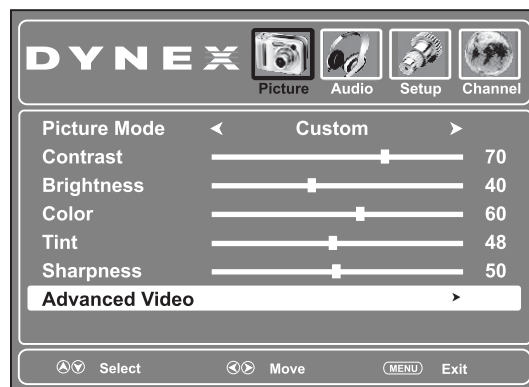 DYNEX
Picture Audio Setup Channel
Picture Mode Custom
Contrast 70
Brightness 40
Color 60
Tint 48
Sharpness 50
Advanced Video
Select Move MENU Exit